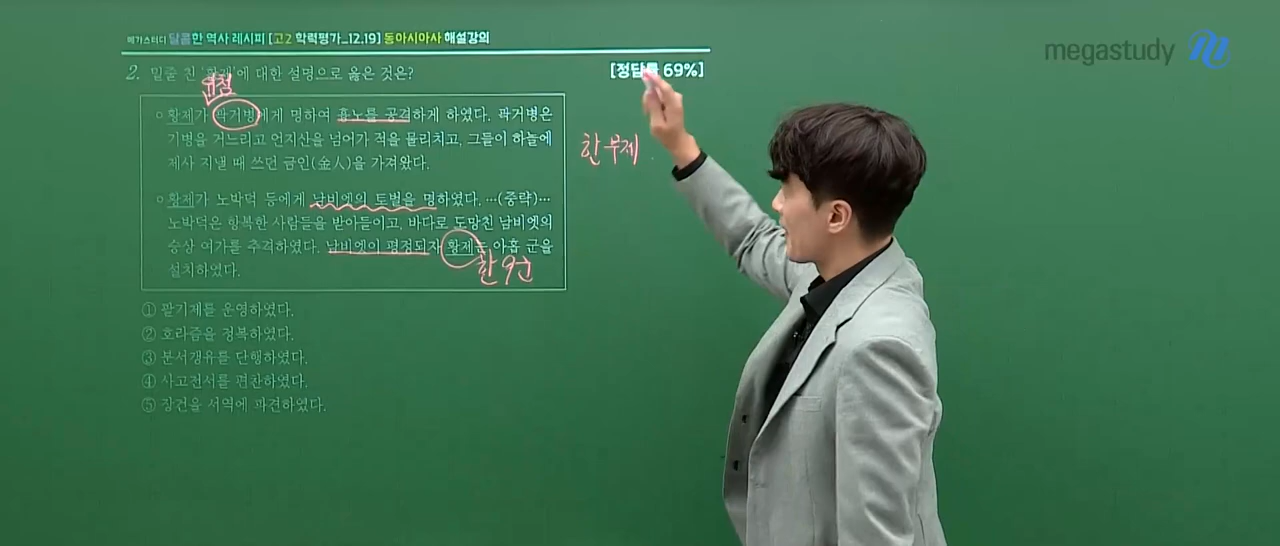 메가스터디 달콤한 역사 레시피 [고2 학력평가_12.19] 동아시아사 해설강의
megastudy
2. 밑줄 친 '황제'에 대한 설명으로 옳은 것은?
[정답률 69%]
○ 황제가 곽거병에게 명하여 흉노를 공격하게 하였다. 곽거병은
기병을 거느리고 언지산을 넘어가 적을 물리치고, 그들이 하늘에
제사 지낼 때 쓰던 금인(金人)을 가져왔다.
한 무제
○ 황제가 노박덕 등에게 남비엣의 토벌을 명하였다. …(중략)…
노박덕은 항복한 사람들을 받아들이고, 바다로 도망친 남비엣의
승상 여가를 추격하였다. 남비엣이 평정되자 황제는 아홉 군을
설치하였다.
한 9군
① 팔기제를 운영하였다.
② 호라즘을 정복하였다.
③ 분서갱유를 단행하였다.
④ 사고전서를 편찬하였다.
⑤ 장건을 서역에 파견하였다.